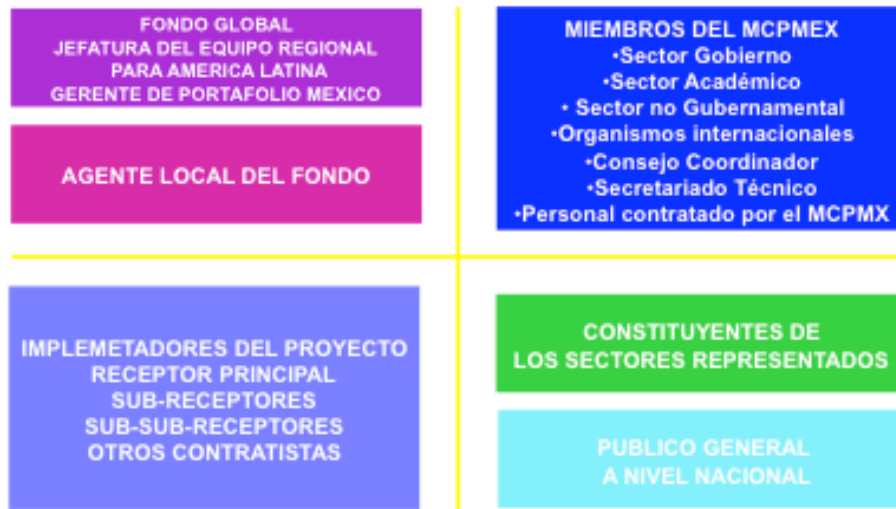 FONDO GLOBAL
JEFATURA DEL EQUIPO REGIONAL
PARA AMERICA LATINA
GERENTE DE PORTAFOLIO MEXICO
AGENTE LOCAL DEL FONDO
MIEMBROS DEL MCPMEX
•Sector Gobierno
•Sector Académico
• Sector no Gubernamental
•Organismos internacionales
•Consejo Coordinador
•Secretariado Técnico
•Personal contratado por el MCPMX
IMPLEMETADORES DEL PROYECTO
RECEPTOR PRINCIPAL
SUB-RECEPTORES
SUB-SUB-RECEPTORES
OTROS CONTRATISTAS
CONSTITUYENTES DE
LOS SECTORES REPRESENTADOS
PUBLICO GENERAL
A NIVEL NACIONAL